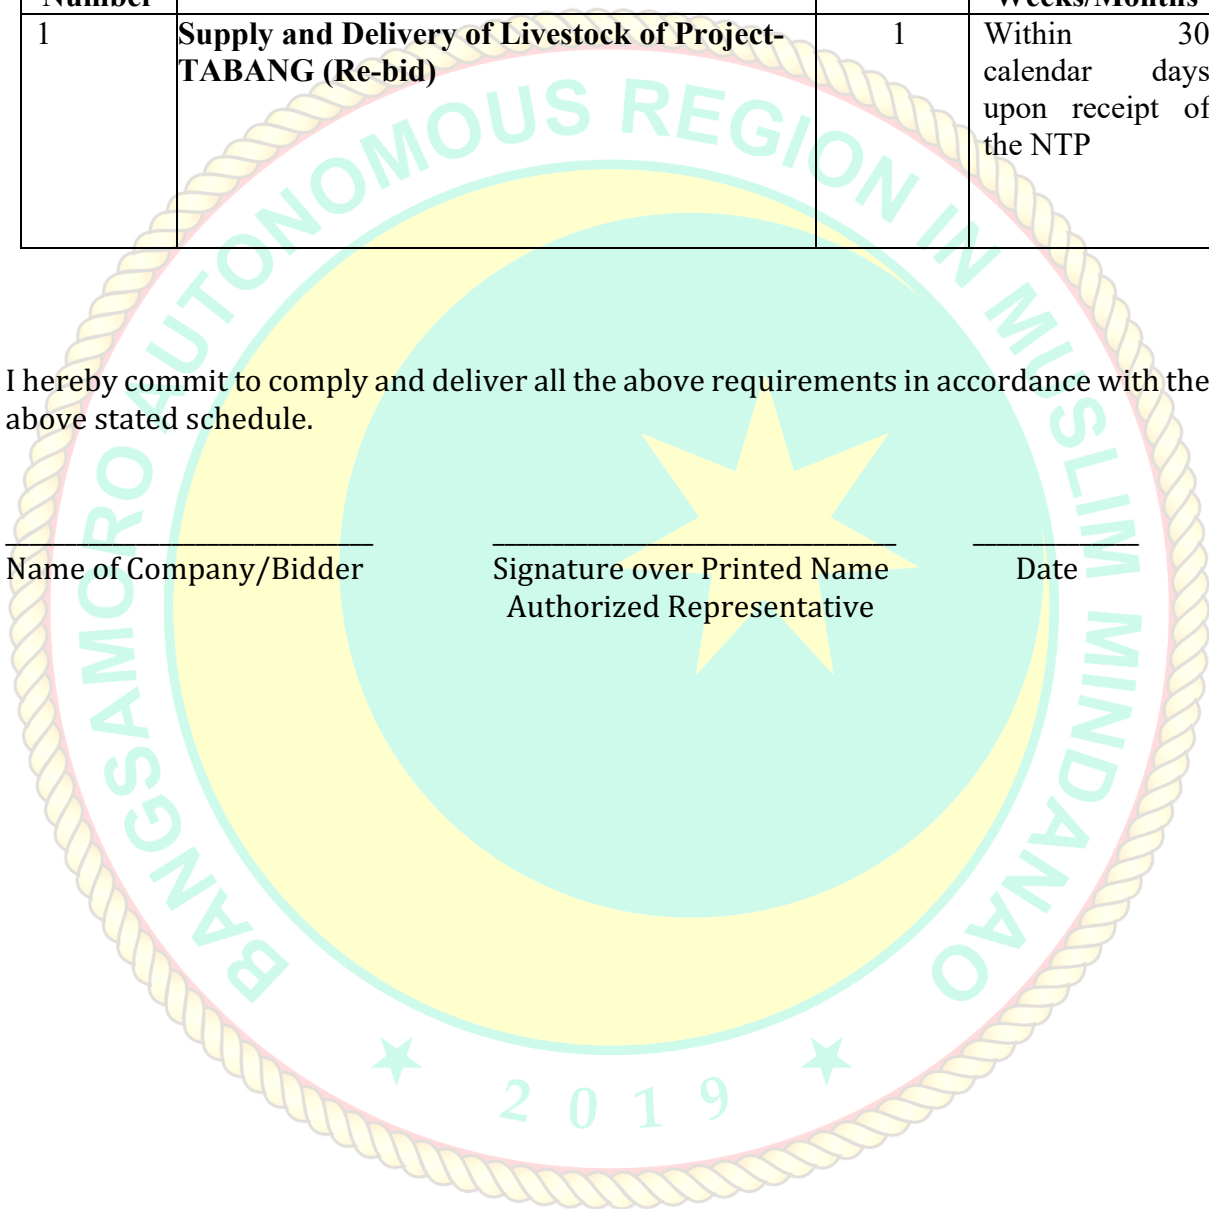 Number
Weeks/Months
1 Supply and Delivery of Livestock of Project- 1 Within 30
TABANG (Re-bid) calendar days
upon receipt of
the NTP
I hereby commit to comply and deliver all the above requirements in accordance with the
above stated schedule.
Name of Company/Bidder Signature over Printed Name Date
Authorized Representative
BANGSAMORO AUTONOMOUS REGION IN MUSLIM MINDANAO
2019